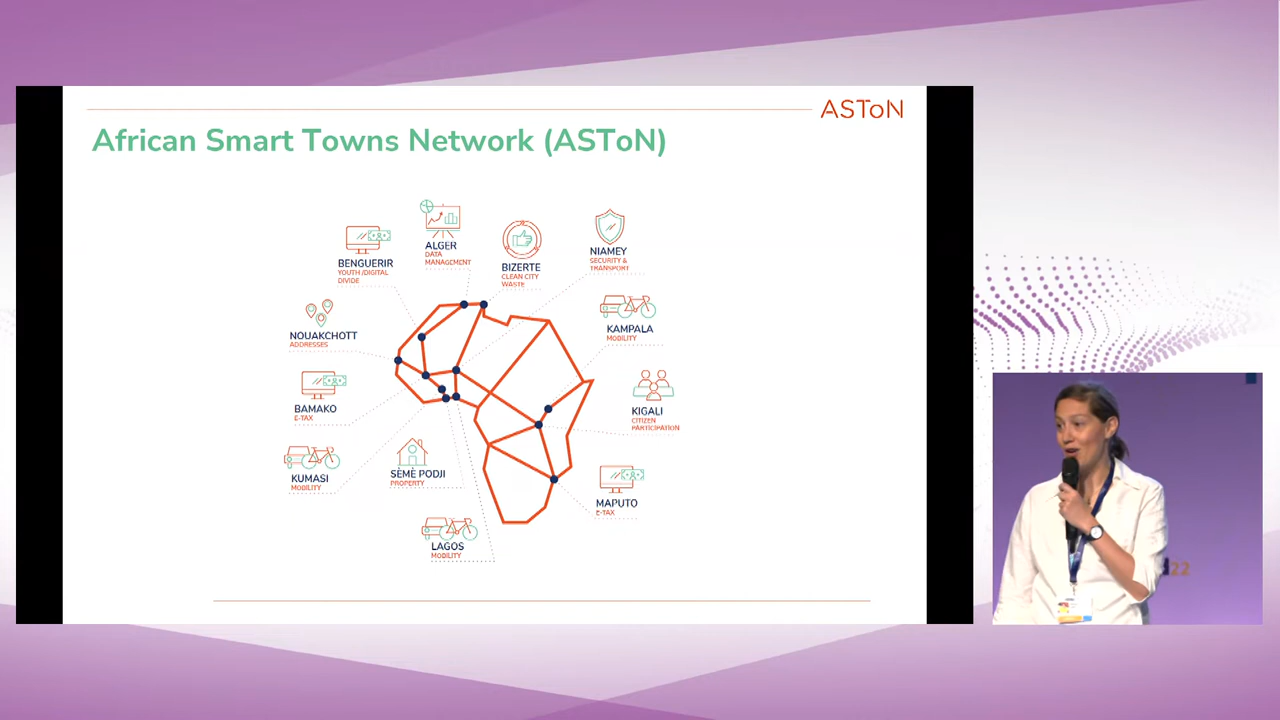 ASToN
African Smart Towns Network (ASToN)
ALGER
DATA
MANAGEMENT
BENGUERIR
YOUTH /DIGITAL
DIVIDE
BIZERTE
CLEAN CITY
WASTE
NIAMEY
SECURITY &
TRANSPORT
NOUAKCHOTT
ADDRESSES
KAMPALA
MOBILITY
BAMAKO
E-TAX
KIGALI
CITIZEN
PARTICIPATION
KUMASI
MOBILITY
SÈMÈ PODJI
PROPERTY
MAPUTO
E-TAX
LAGOS
MOBILITY
22